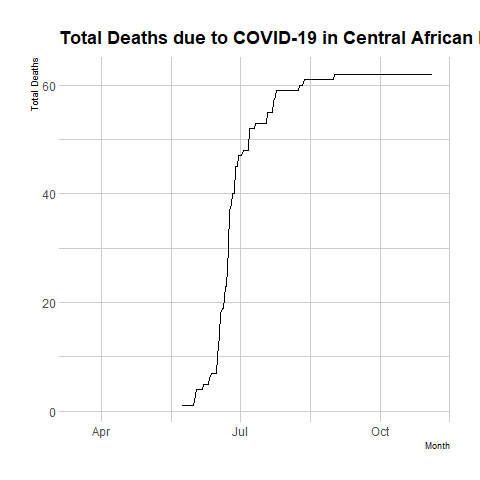 Total Deaths due to COVID-19 in Central African
Total Deaths
60
40
20
0
Apr Jul Oct
Month